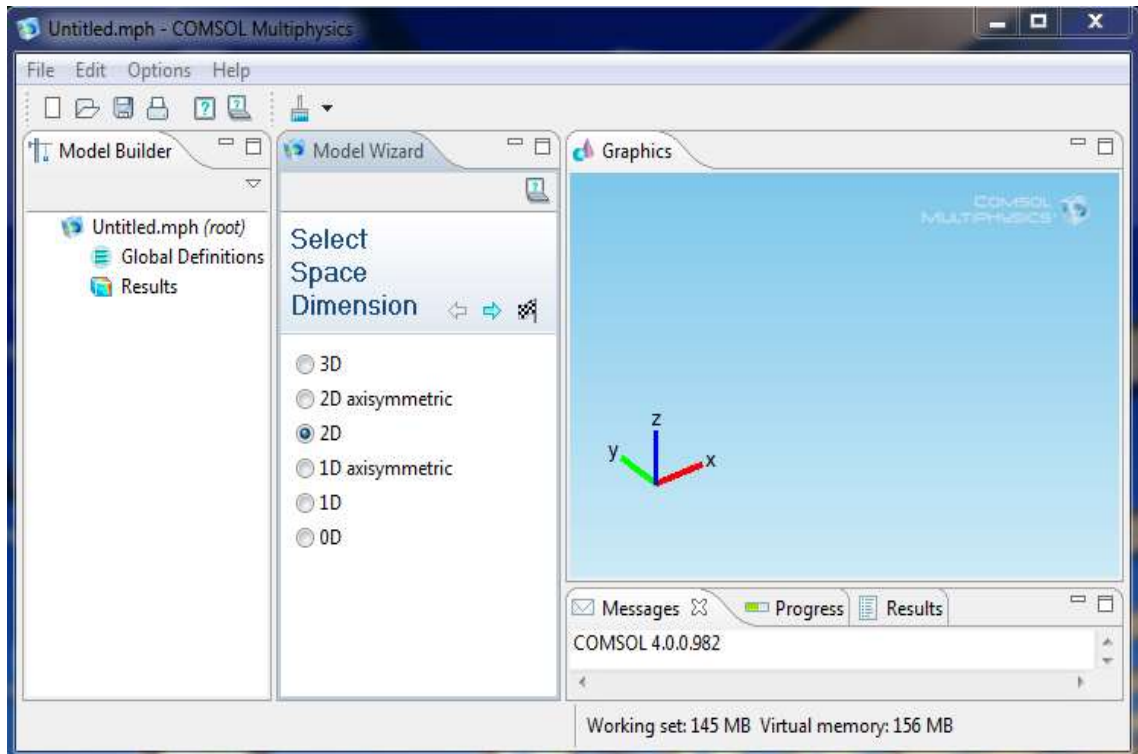 Untitled.mph - COMSOL Multiphysics
File Edit Options Help
Model Builder
Untitled.mph (root)
Global Definitions
Results
Model Wizard
Select
Space
Dimension
3D
2D axisymmetric
2D
1D axisymmetric
1D
0D
Graphics
COMSOL
MULTIPHYSICS
z
y
x
Messages Progress Results
COMSOL 4.0.0.982
Working set: 145 MB Virtual memory: 156 MB